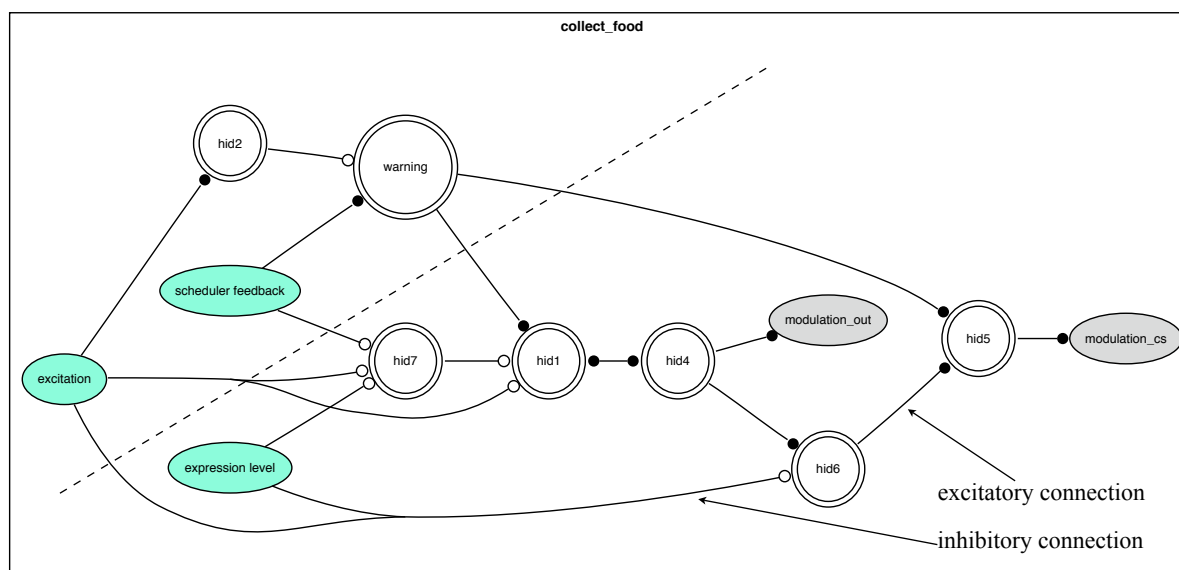 collect_food
hid2
warning
scheduler feedback
modulation_out
hid5
modulation_cs
excitation
hid7
hid1
hid4
expression level
hid6
excitatory connection
inhibitory connection